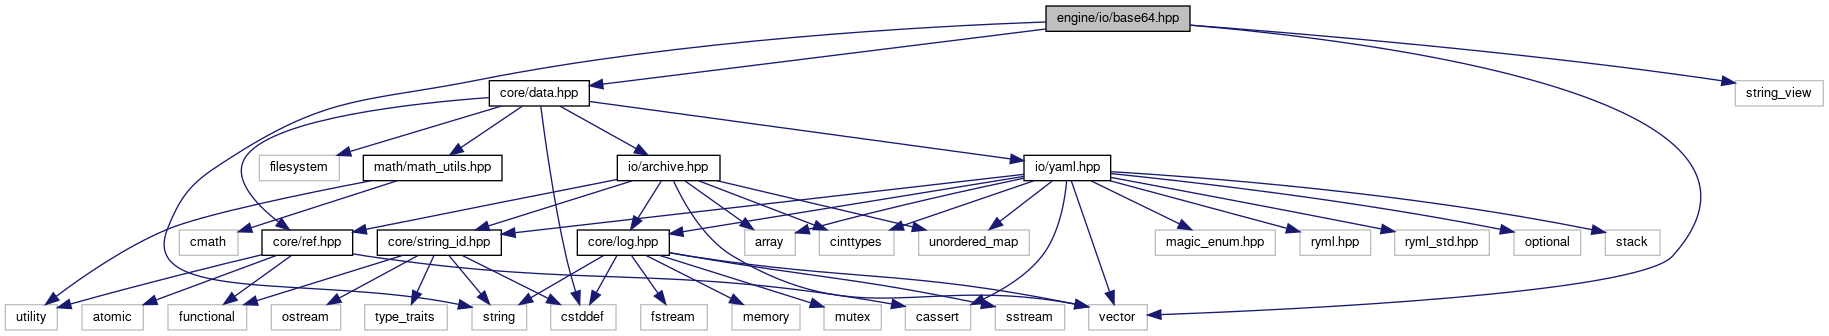 engine/io/base64.hpp
core/data.hpp
string_view
filesystem
math/math_utils.hpp
io/archive.hpp
io/yaml.hpp
cmath
core/ref.hpp
core/string_id.hpp
core/log.hpp
array
cinttypes
unordered_map
magic_enum.hpp
ryml.hpp
ryml_std.hpp
optional
stack
utility
atomic
functional
ostream
type_traits
string
cstddef
fstream
memory
mutex
cassert
sstream
vector